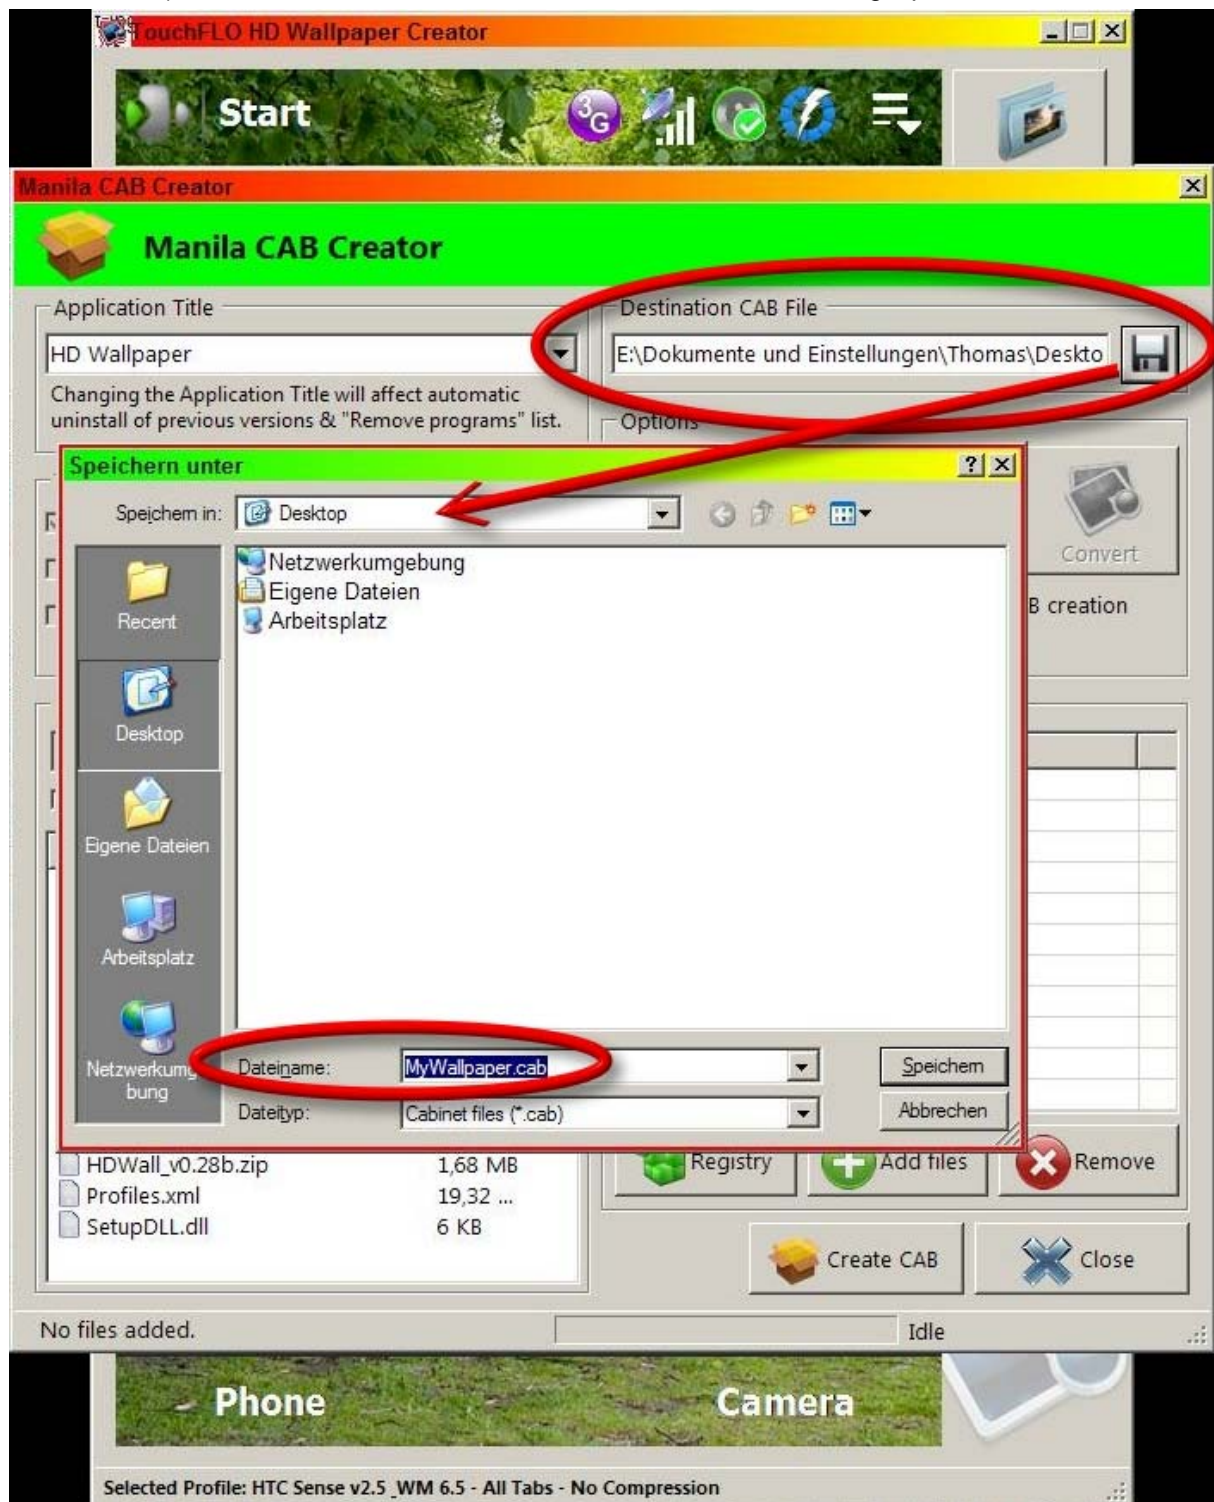 TouchFLO HD Wallpaper Creator
Start
3G
Manila CAB Creator
Manila CAB Creator
Application Title
Destination CAB File
HD Wallpaper
E:\Dokumente und Einstellungen\Thomas\Deskto
Changing the Application Title will affect automatic
uninstall of previous versions & "Remove programs" list.
Options
Speichern unter
Speichern in:
Desktop
Netzwerkumgebung
Eigene Dateien
Arbeitsplatz
Convert
B creation
Recent
Desktop
Eigene Dateien
Arbeitsplatz
Netzwerkumg
bung
Dateiname:
MyWallpaper.cab
Speichern
Dateityp:
Cabinet files (*.cab)
Abbrechen
HDWall_v0.28b.zip 1,68 MB
Profiles.xml 19,32 ...
SetupDLL.dll 6 KB
Registry
Add files
Remove
Create CAB
Close
No files added.
Idle
Phone
Camera
Selected Profile: HTC Sense v2.5_WM 6.5 - All Tabs - No Compression